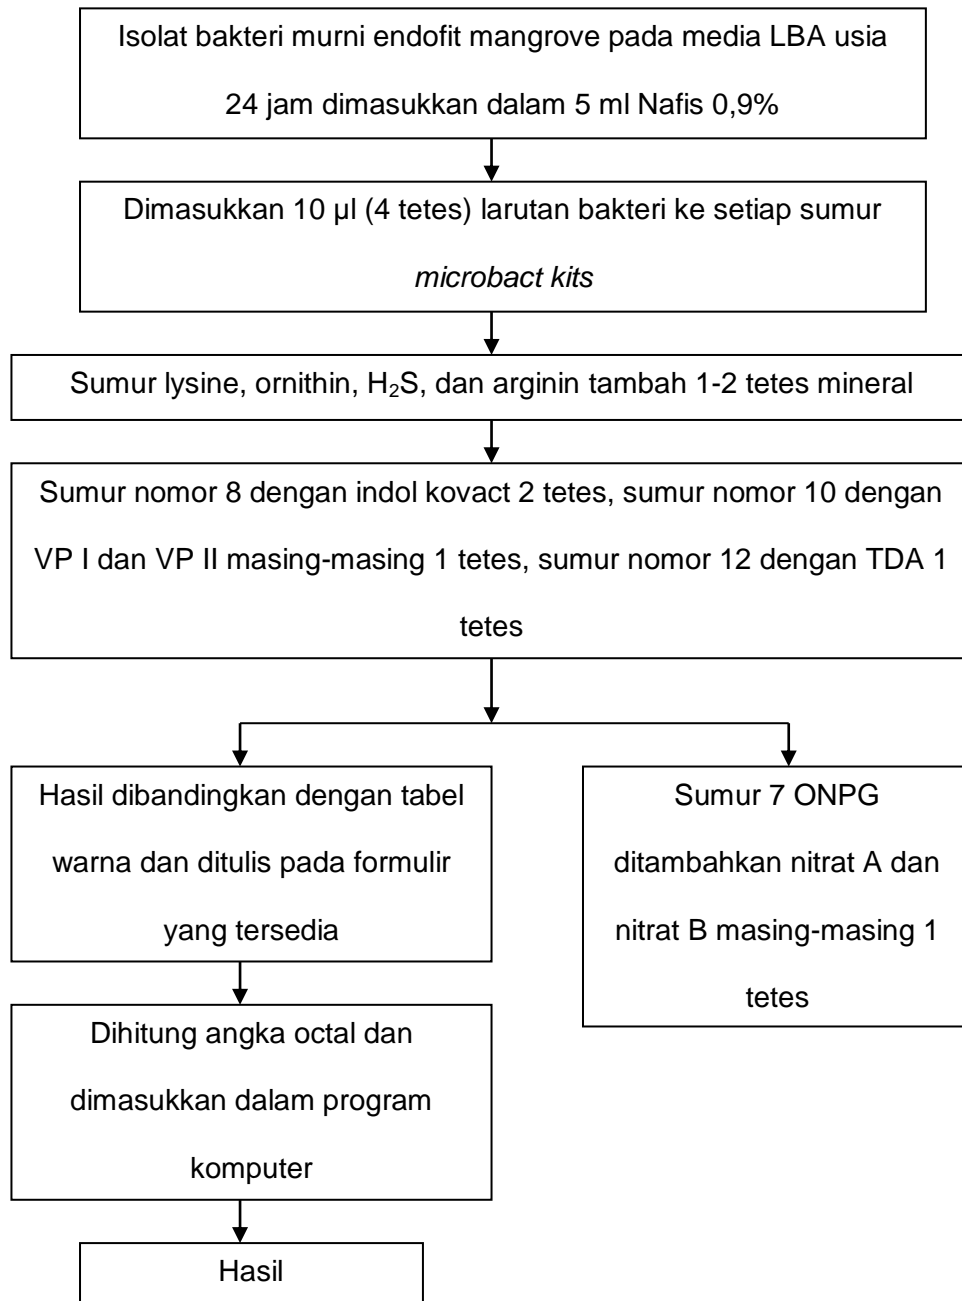 Isolat bakteri murni endofit mangrove pada media LBA usia
24 jam dimasukkan dalam 5 ml Nafis 0,9%
Dimasukkan 10 µl (4 tetes) larutan bakteri ke setiap sumur
microbact kits
Sumur lysine, ornithin, H₂S, dan arginin tambah 1-2 tetes mineral
Sumur nomor 8 dengan indol kovact 2 tetes, sumur nomor 10 dengan
VP I dan VP II masing-masing 1 tetes, sumur nomor 12 dengan TDA 1
tetes
Hasil dibandingkan dengan tabel
warna dan ditulis pada formulir
yang tersedia
Sumur 7 ONPG
ditambahkan nitrat A dan
nitrat B masing-masing 1
tetes
Dihitung angka octal dan
dimasukkan dalam program
komputer
Hasil